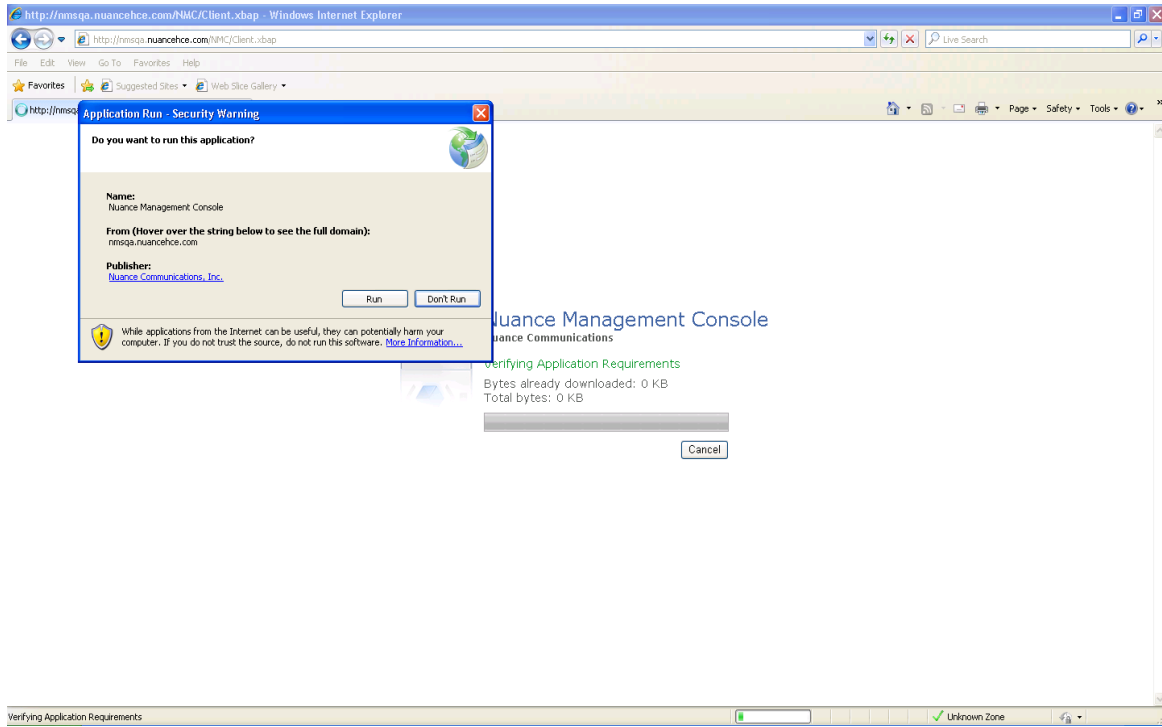 http://nmsqa.nuancehce.com/NMC/Client.xbap - Windows Internet Explorer
http://nmsqa.nuancehce.com/NMC/Client.xbap
Live Search
File Edit View Go To Favorites Help
Favorites Suggested Sites Web Slice Gallery
http://nmsqa
Page Safety Tools
Application Run - Security Warning
Do you want to run this application?
Name:
Nuance Management Console
From (Hover over the string below to see the full domain):
nmsqa.nuancehce.com
Publisher:
Nuance Communications, Inc.
Run Don't Run
While applications from the Internet can be useful, they can potentially harm your
computer. If you do not trust the source, do not run this software. More Information...
Nuance Management Console
Nuance Communications
Verifying Application Requirements
Bytes already downloaded: 0 KB
Total bytes: 0 KB
Cancel
Verifying Application Requirements
Unknown Zone